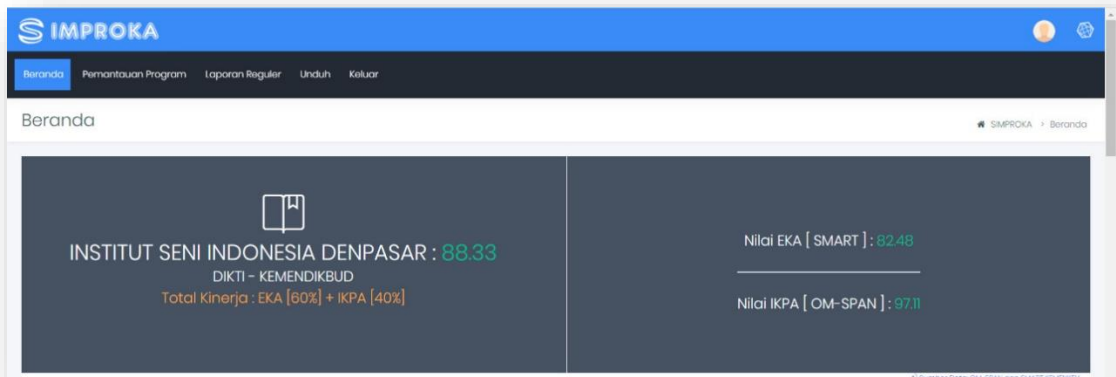 SIMPROKA
Beranda Pemantauan Program Laporan Reguler Unduh Keluar
Beranda
SIMPROKA > Beranda
INSTITUT SENI INDONESIA DENPASAR : 88.33
DIKTI - KEMENDIKBUD
Total Kinerja : EKA [60%] + IKPA [40%]
Nilai EKA [ SMART ] : 82.48
Nilai IKPA [ OM-SPAN ] : 97.11